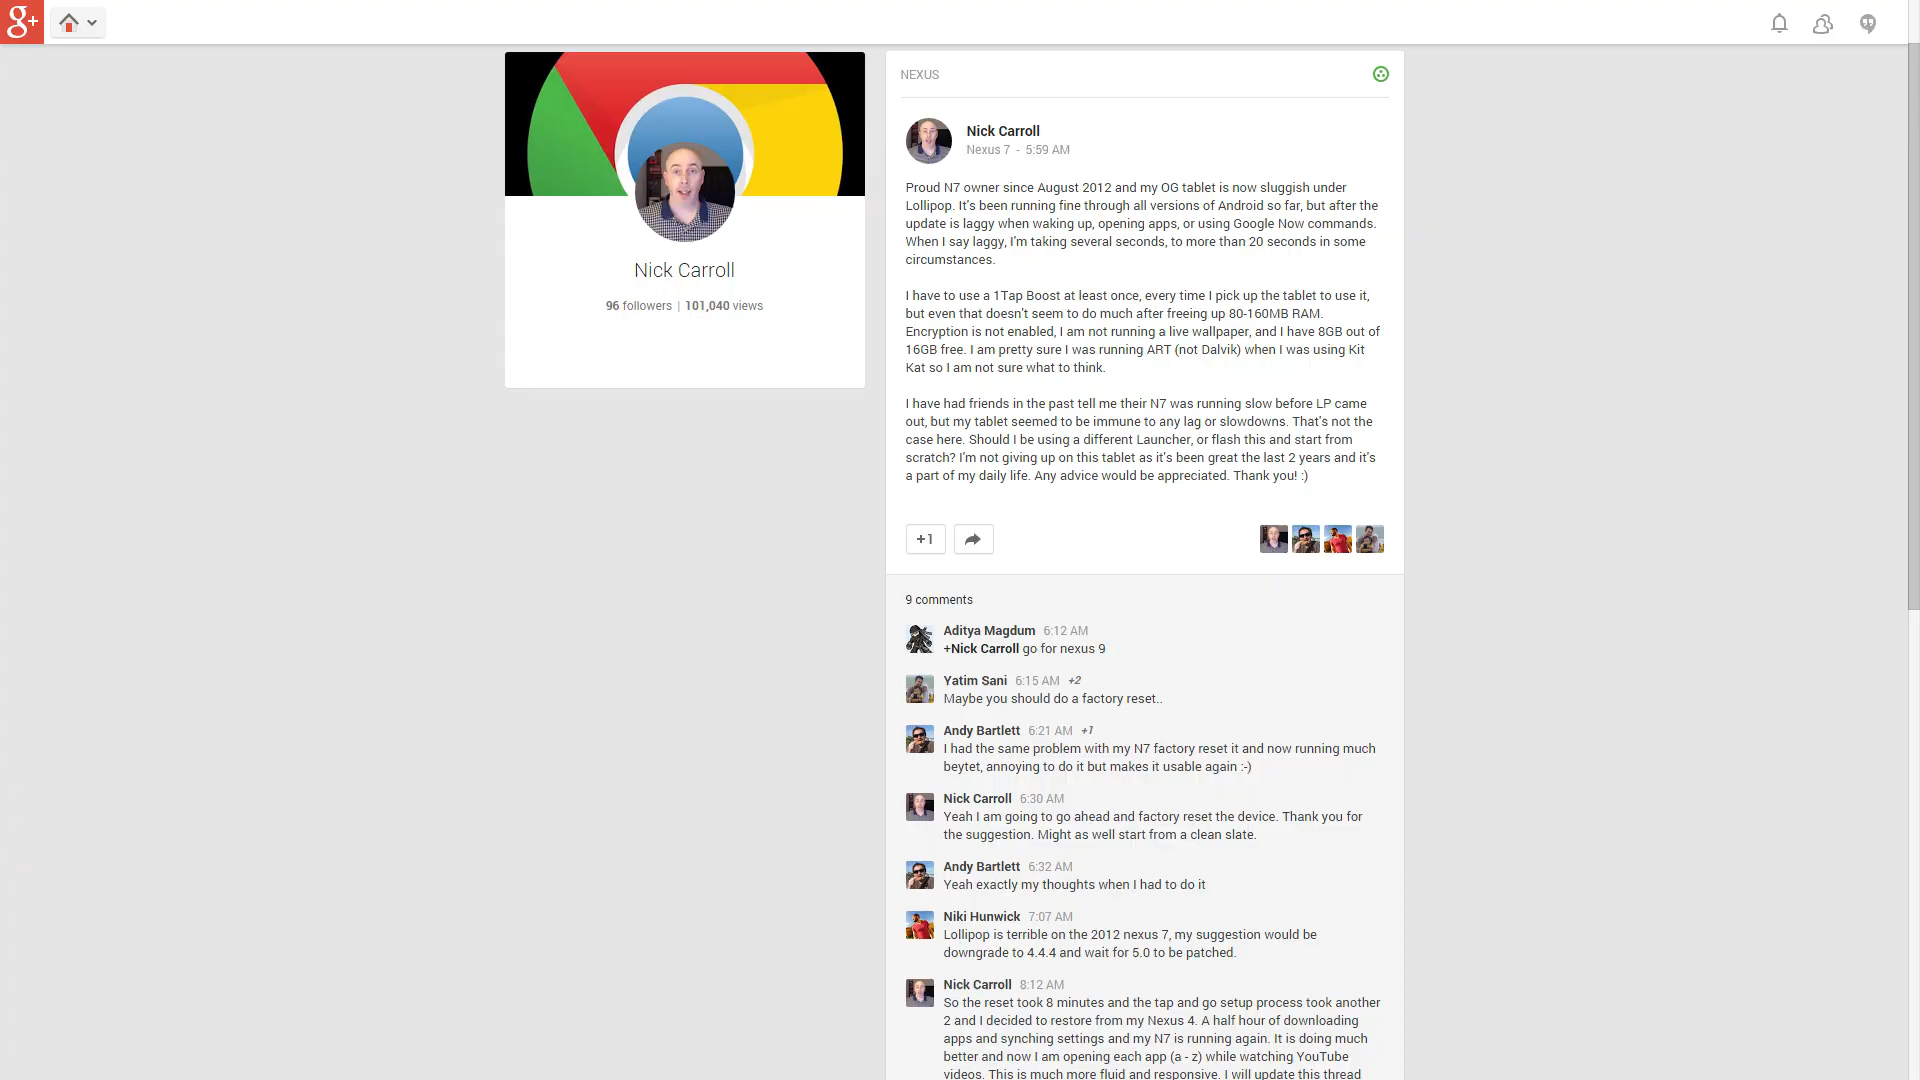 g+
Nick Carroll
96 followers | 101,040 views
NEXUS
Nick Carroll
Nexus 7 - 5:59 AM
Proud N7 owner since August 2012 and my OG tablet is now sluggish under
Lollipop. It's been running fine through all versions of Android so far, but after the
update is laggy when waking up, opening apps, or using Google Now commands.
When I say laggy, I'm taking several seconds, to more than 20 seconds in some
circumstances.
I have to use a 1Tap Boost at least once, every time I pick up the tablet to use it,
but even that doesn't seem to do much after freeing up 80-160MB RAM.
Encryption is not enabled, I am not running a live wallpaper, and I have 8GB out of
16GB free. I am pretty sure I was running ART (not Dalvik) when I was using Kit
Kat so I am not sure what to think.
I have had friends in the past tell me their N7 was running slow before LP came
out, but my tablet seemed to be immune to any lag or slowdowns. That's not the
case here. Should I be using a different Launcher, or flash this and start from
scratch? I'm not giving up on this tablet as it's been great the last 2 years and it's
a part of my daily life. Any advice would be appreciated. Thank you! :)
+1
9 comments
Aditya Magdum 6:12 AM
+Nick Carroll go for nexus 9
Yatim Sani 6:15 AM +2
Maybe you should do a factory reset..
Andy Bartlett 6:21 AM +1
I had the same problem with my N7 factory reset it and now running much
beytet, annoying to do it but makes it usable again :-)
Nick Carroll 6:30 AM
Yeah I am going to go ahead and factory reset the device. Thank you for
the suggestion. Might as well start from a clean slate.
Andy Bartlett 6:32 AM
Yeah exactly my thoughts when I had to do it
Niki Hunwick 7:07 AM
Lollipop is terrible on the 2012 nexus 7, my suggestion would be
downgrade to 4.4.4 and wait for 5.0 to be patched.
Nick Carroll 8:12 AM
So the reset took 8 minutes and the tap and go setup process took another
2 and I decided to restore from my Nexus 4. A half hour of downloading
apps and synching settings and my N7 is running again. It is doing much
better and now I am opening each app (a - z) while watching YouTube
videos. This is much more fluid and responsive. I will update this thread